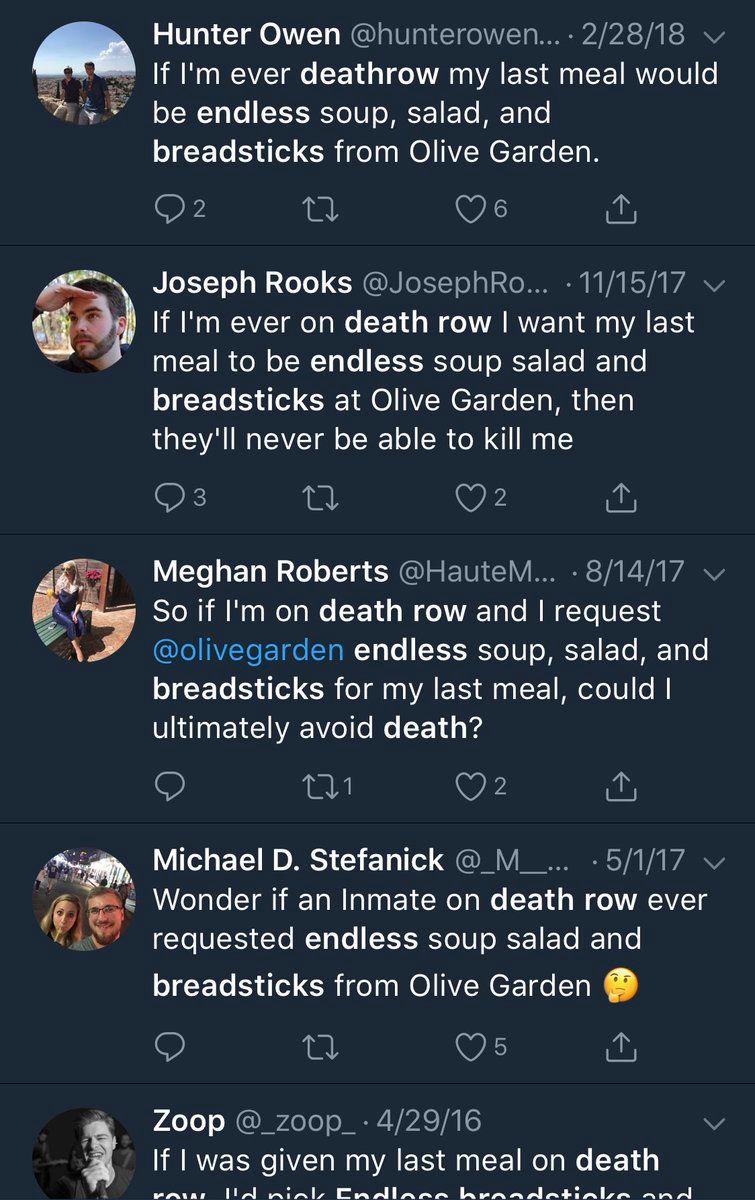 Hunter Owen @hunterowen... · 2/28/18
If I'm ever deathrow my last meal would
be endless soup, salad, and
breadsticks from Olive Garden.
2 6
Joseph Rooks @JosephRo... · 11/15/17
If I'm ever on death row I want my last
meal to be endless soup salad and
breadsticks at Olive Garden, then
they'll never be able to kill me
3 2
Meghan Roberts @HauteM... · 8/14/17
So if I'm on death row and I request
@olivegarden endless soup, salad, and
breadsticks for my last meal, could I
ultimately avoid death?
1 2
Michael D. Stefanick @_M__... · 5/1/17
Wonder if an Inmate on death row ever
requested endless soup salad and
breadsticks from Olive Garden 🤔
5
Zoop @_zoop_ · 4/29/16
If I was given my last meal on death
row, I'd pick Endless breadsticks and